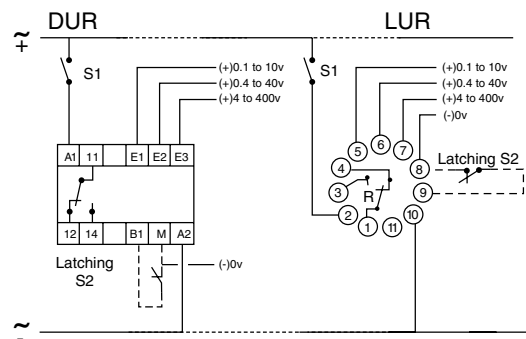 DUR
LUR
~
+
S1
(+)0.1 to 10v
(+)0.4 to 40v
(+)4 to 400v
A1 11 E1 E2 E3
12 14 B1 M A2
Latching
S2
(-)0v
S1
(+)0.1 to 10v
(+)0.4 to 40v
(+)4 to 400v
(-)0v
5 6 7
4 8
Latching S2
3 R 9
2 1 11 10
~
-